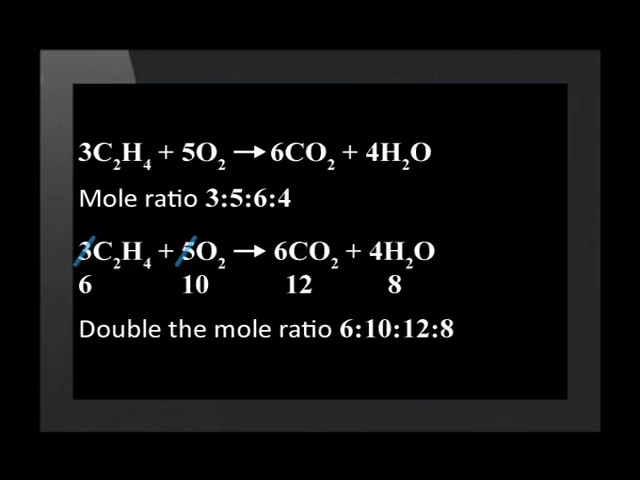 3C₂H₄ + 5O₂ → 6CO₂ + 4H₂O
Mole ratio 3:5:6:4
3C₂H₄ + 5O₂ → 6CO₂ + 4H₂O
6 10 12 8
Double the mole ratio 6:10:12:8